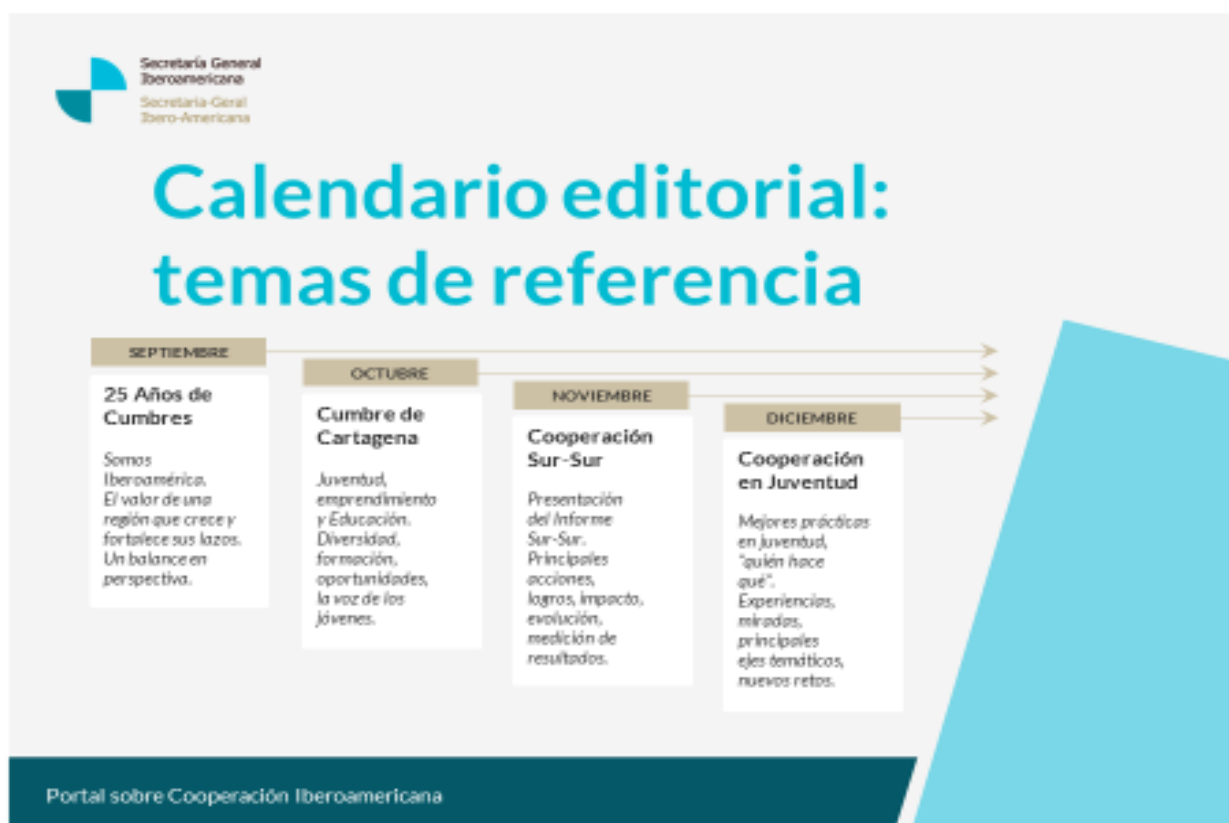 Secretaría General
Iberoamericana
Secretaria-Geral
Ibero-Americana
Calendario editorial:
temas de referencia
SEPTIEMBRE
25 Años de
Cumbres
Somos
Iberoamérica.
El valor de una
región que crece y
fortalece sus lazos.
Un balance en
perspectiva.
OCTUBRE
Cumbre de
Cartagena
Juventud,
emprendimiento
y Educación.
Diversidad,
formación,
oportunidades,
la voz de los
jóvenes.
NOVIEMBRE
Cooperación
Sur-Sur
Presentación
del Informe
Sur-Sur.
Principales
acciones,
logros, impacto,
evolución,
medición de
resultados.
DICIEMBRE
Cooperación
en Juventud
Mejores prácticas
en juventud,
"quién hace
qué".
Experiencias,
miradas,
principales
ejes temáticos,
nuevos retos.
Portal sobre Cooperación Iberoamericana